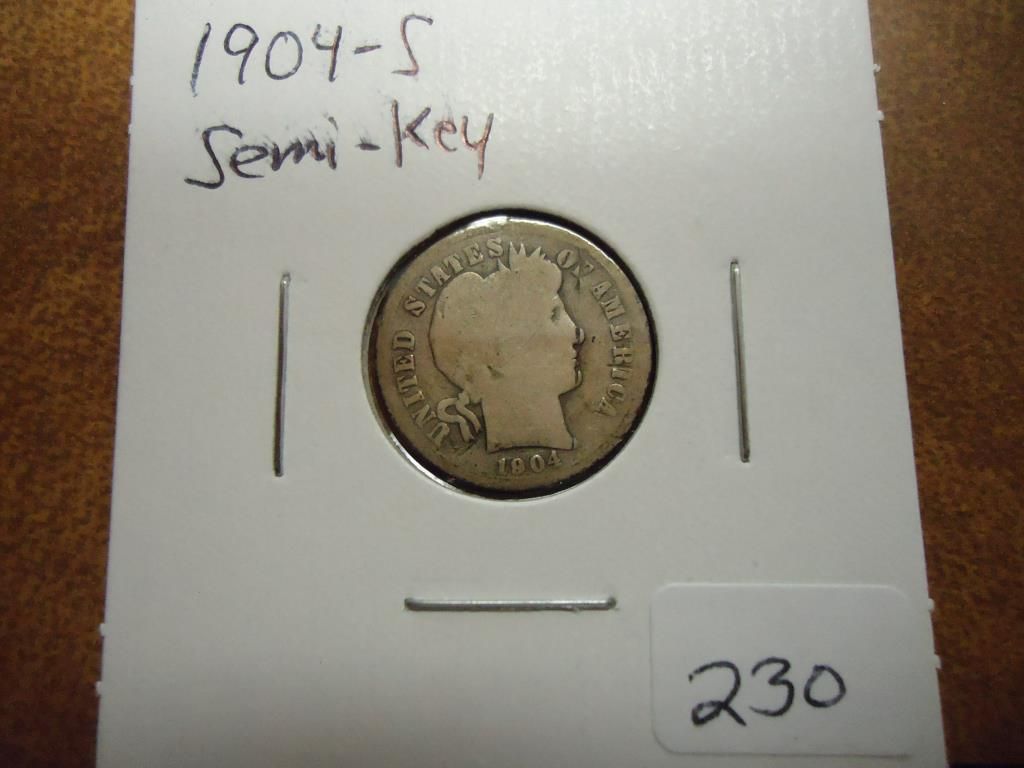 1904-S
Semi-Key
UNITED STATES OF AMERICA
1904
230